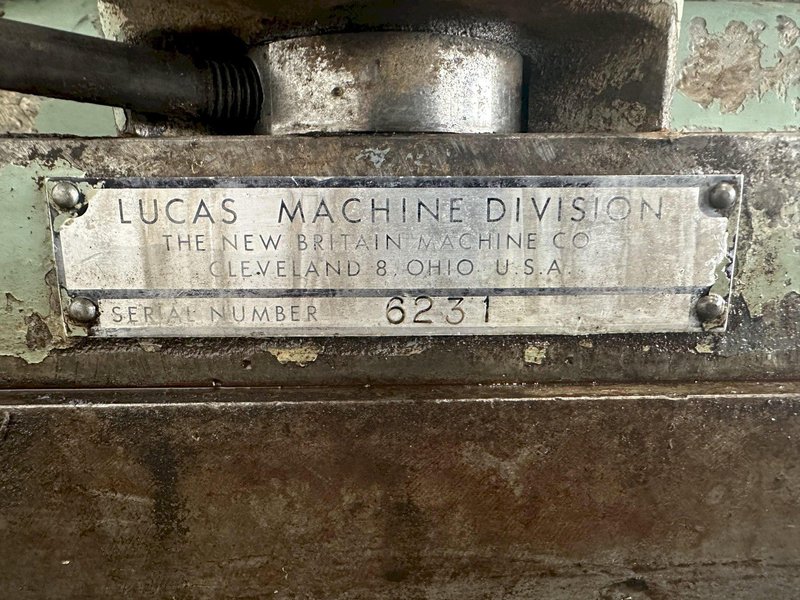 LUCAS MACHINE DIVISION
THE NEW BRITAIN MACHINE CO
CLEVELAND 8, OHIO U.S.A.
SERIAL NUMBER 6231